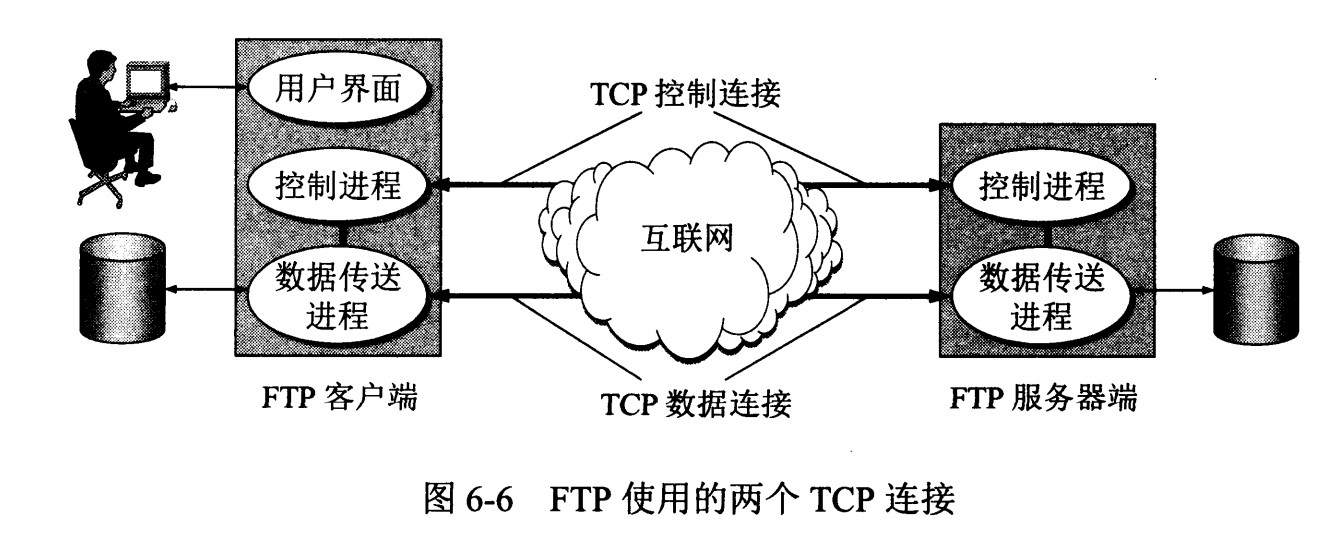 用户界面
TCP 控制连接
控制进程
控制进程
互联网
数据传送
进程
数据传送
进程
FTP 客户端
TCP 数据连接
FTP 服务器端
图 6-6 FTP 使用的两个 TCP 连接